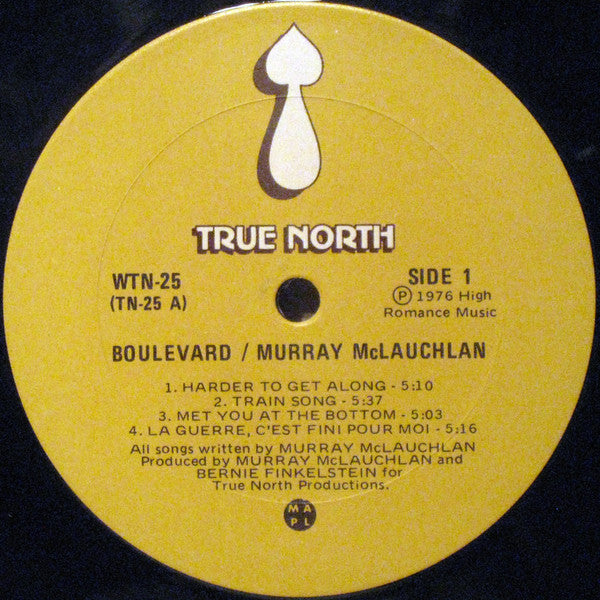 TRUE NORTH
WTN-25
(TN-25 A)
SIDE 1
Ⓟ 1976 High
Romance Music
BOULEVARD / MURRAY McLAUCHLAN
1. HARDER TO GET ALONG - 5:10
2. TRAIN SONG - 5:37
3. MET YOU AT THE BOTTOM - 5:03
4. LA GUERRE, C'EST FINI POUR MOI - 5:16
All songs written by MURRAY McLAUCHLAN
Produced by MURRAY McLAUCHLAN and
BERNIE FINKELSTEIN for
True North Productions.
M A
P L